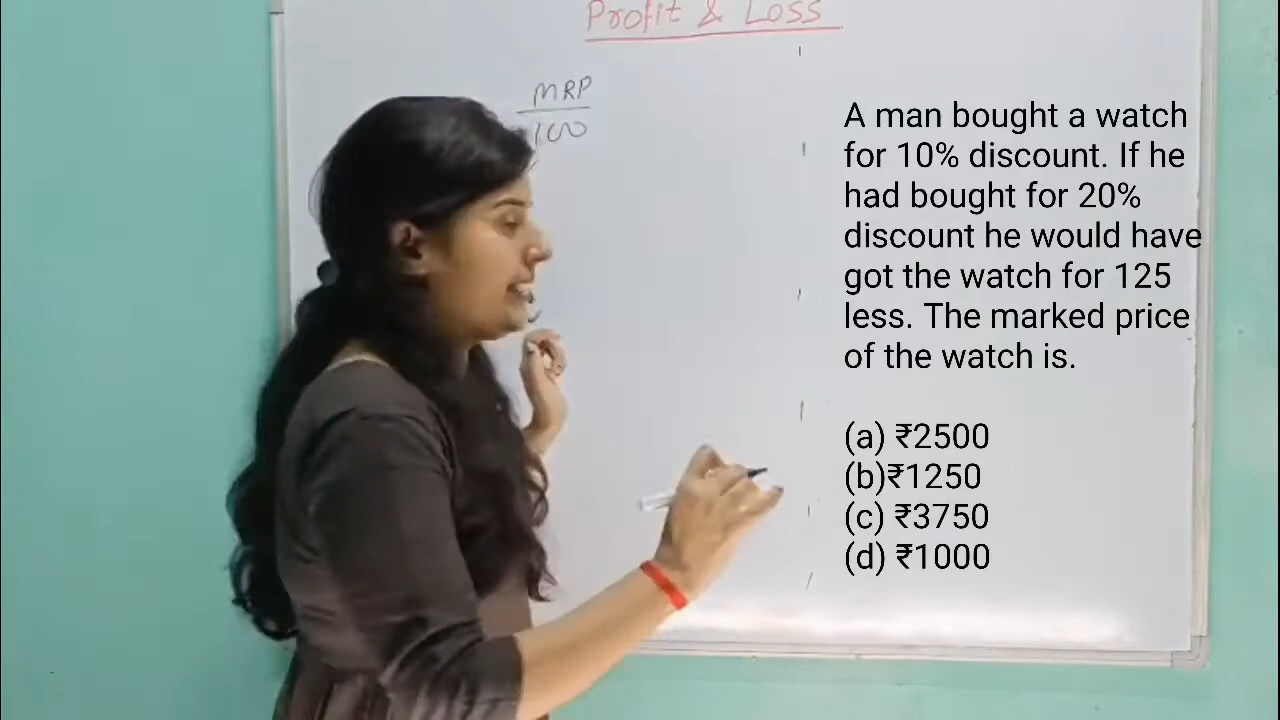 Profit & Loss
MRP
100
A man bought a watch
for 10% discount. If he
had bought for 20%
discount he would have
got the watch for 125
less. The marked price
of the watch is.
(a) ₹2500
(b)₹1250
(c) ₹3750
(d) ₹1000